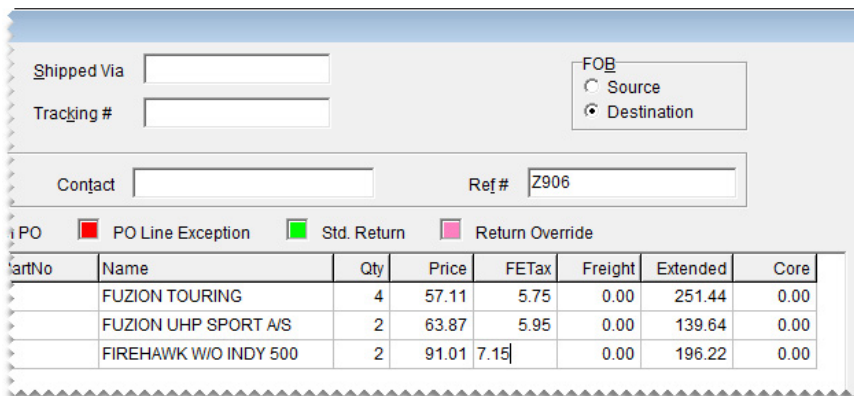 Shipped Via
FOB
Source
Tracking #
Destination
Contact
Ref # Z906
PO PO Line Exception Std. Return Return Override
artNo Name Qty Price FETax Freight Extended Core
FUZION TOURING 4 57.11 5.75 0.00 251.44 0.00
FUZION UHP SPORT A/S 2 63.87 5.95 0.00 139.64 0.00
FIREHAWK W/O INDY 500 2 91.01 7.15 0.00 196.22 0.00